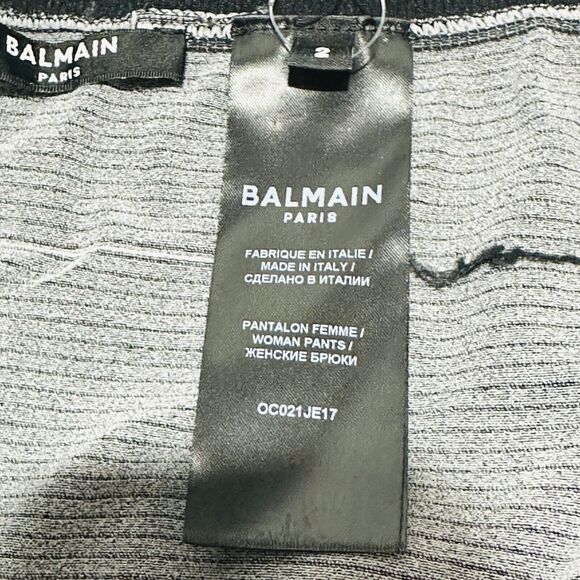 BALMAIN
PARIS
2
BALMAIN
PARIS
FABRIQUE EN ITALIE /
MADE IN ITALY /
СДЕЛАНО В ИТАЛИИ
PANTALON FEMME /
WOMAN PANTS /
ЖЕНСКИЕ БРЮКИ
OC021JE17